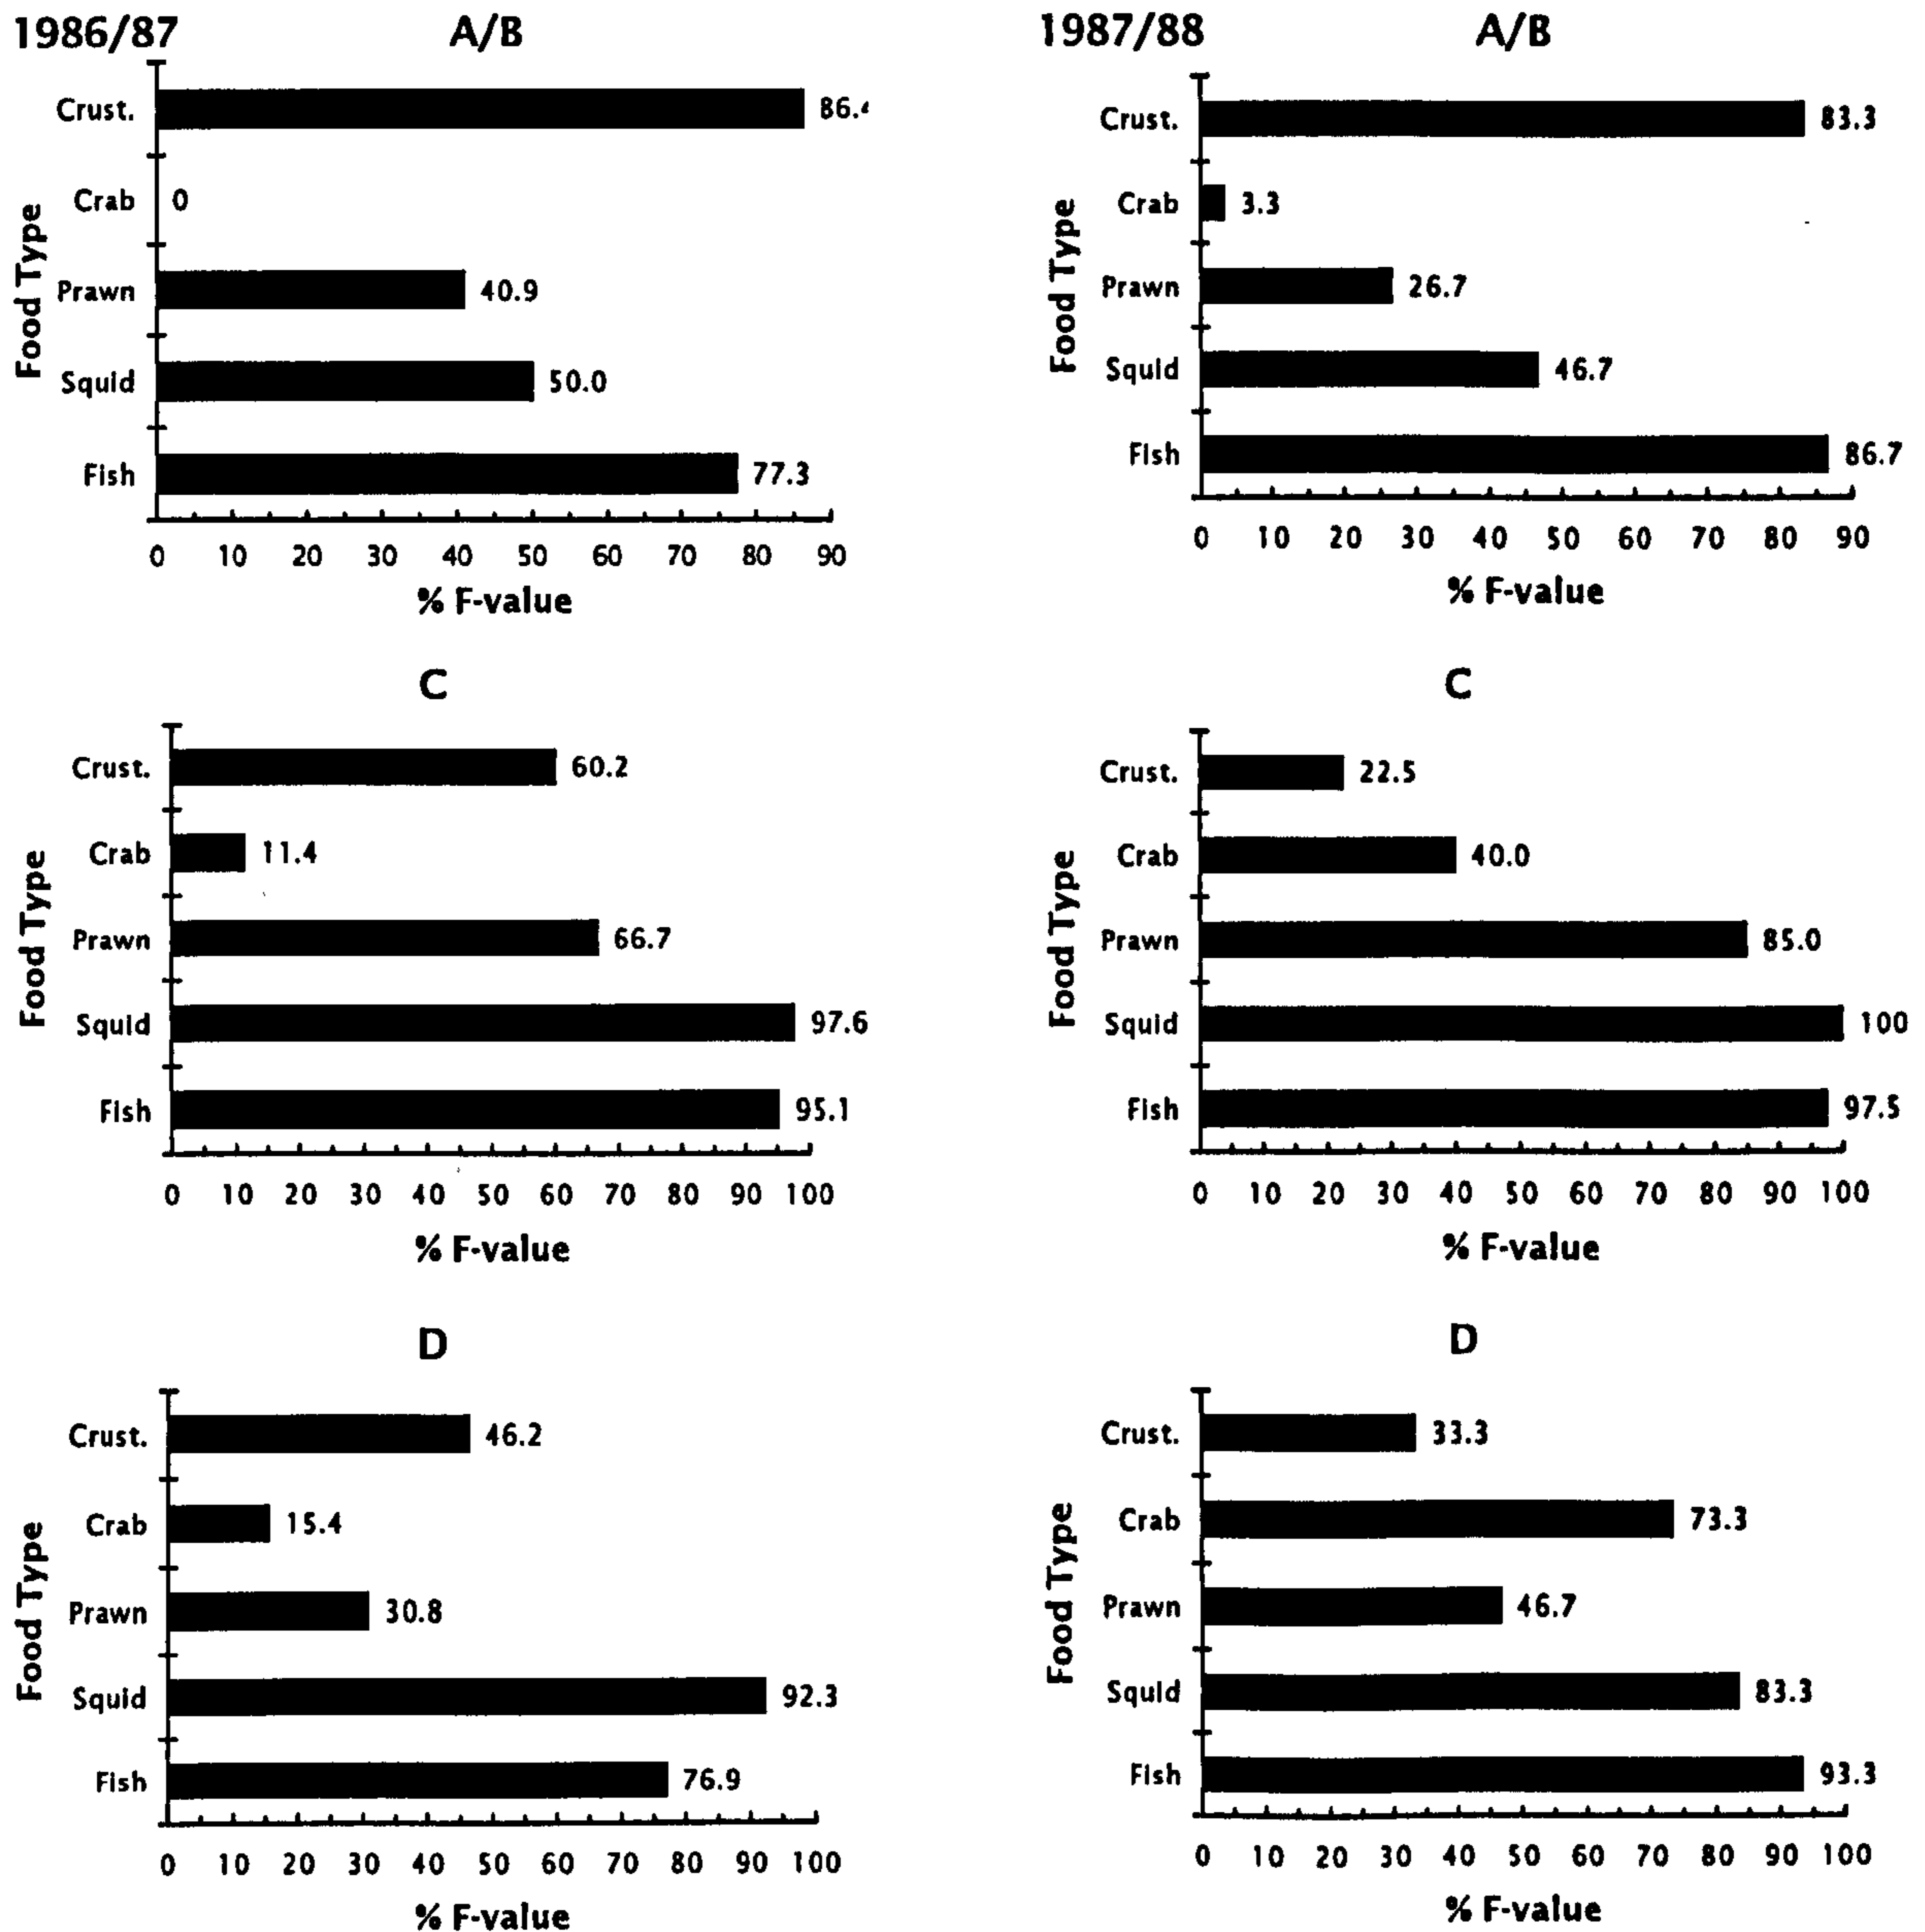 1986/87 A/B
Crust. 86.4
Crab 0
Prawn 40.9
Squid 50.0
Fish 77.3
Food Type
0 10 20 30 40 50 60 70 80 90
% F-value
1987/88 A/B
Crust. 83.3
Crab 3.3
Prawn 26.7
Squid 46.7
Fish 86.7
Food Type
0 10 20 30 40 50 60 70 80 90
% F-value
C
Crust. 60.2
Crab 11.4
Prawn 66.7
Squid 97.6
Fish 95.1
Food Type
0 10 20 30 40 50 60 70 80 90 100
% F-value
C
Crust. 22.5
Crab 40.0
Prawn 85.0
Squid 100
Fish 97.5
Food Type
0 10 20 30 40 50 60 70 80 90 100
% F-value
D
Crust. 46.2
Crab 15.4
Prawn 30.8
Squid 92.3
Fish 76.9
Food Type
0 10 20 30 40 50 60 70 80 90 100
% F-value
D
Crust. 33.3
Crab 73.3
Prawn 46.7
Squid 83.3
Fish 93.3
Food Type
0 10 20 30 40 50 60 70 80 90 100
% F-value